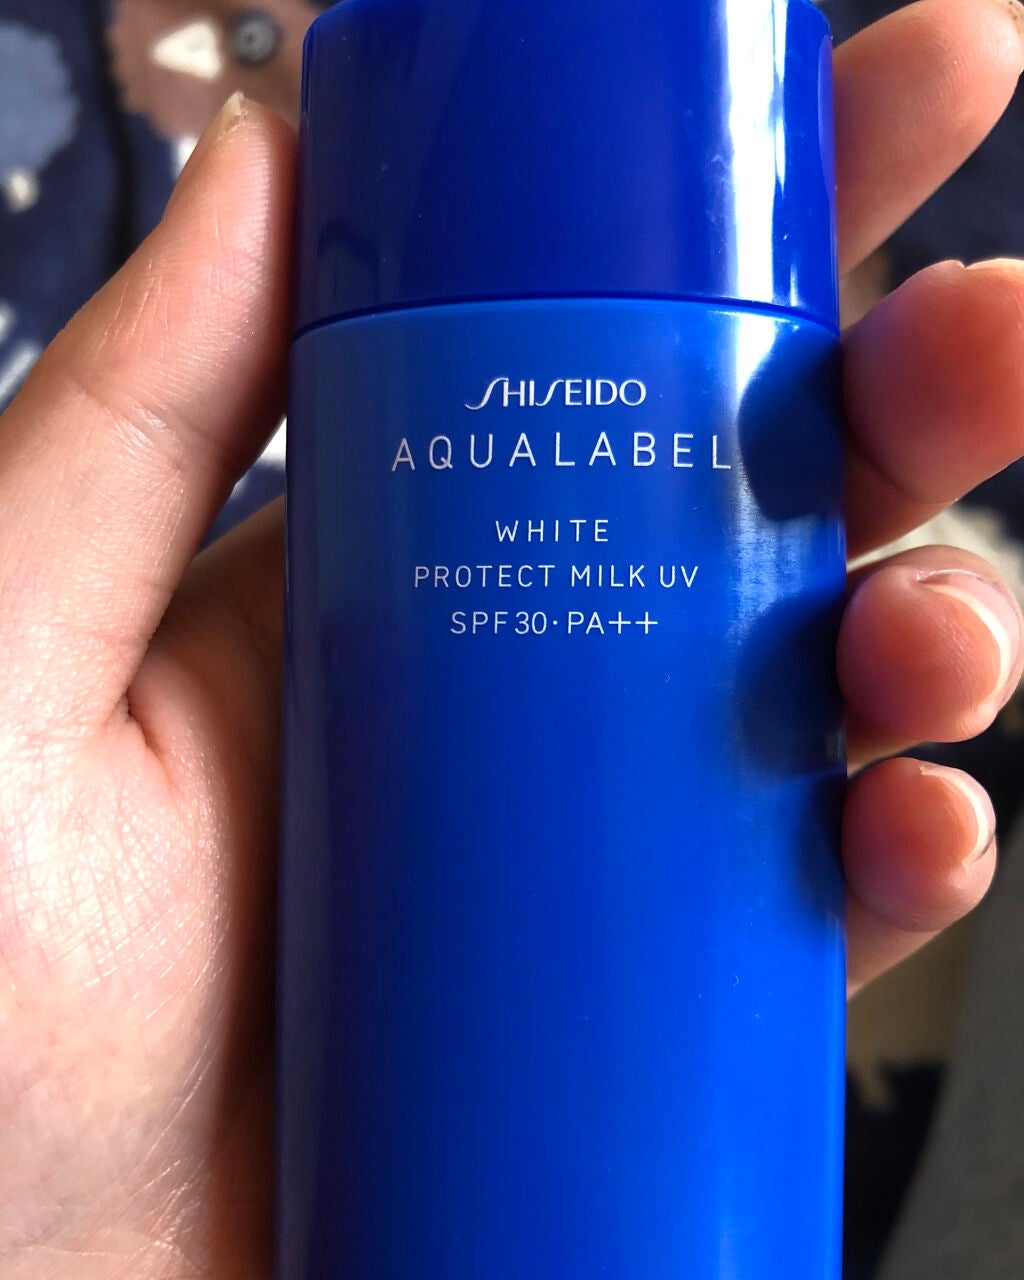 SHISEIDO
AQUALABEL
WHITE
PROTECT MILK UV
SPF30·PA++